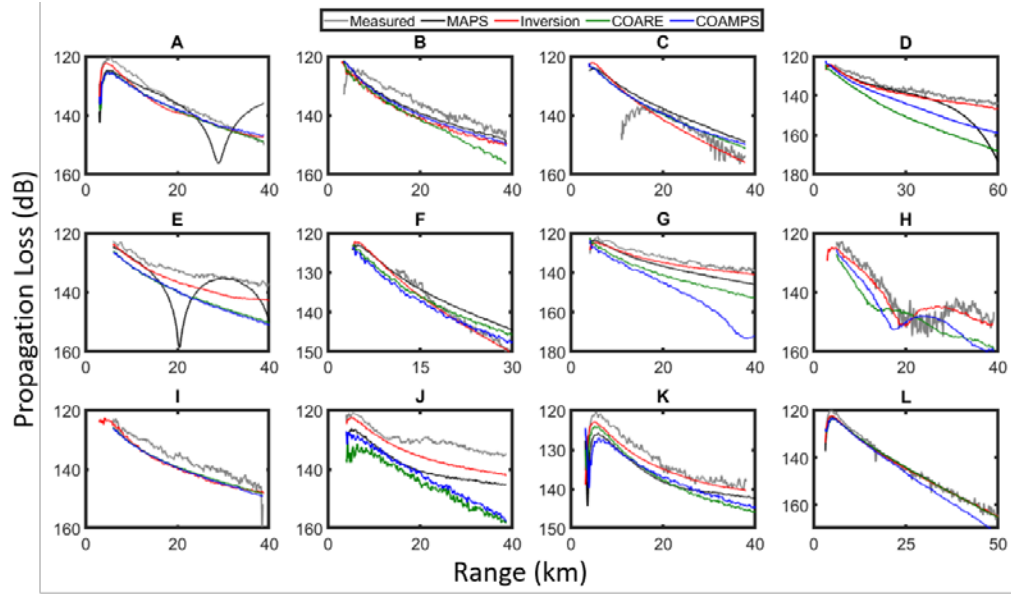 Measured MAPS Inversion COARE COAMPS
A B C D
120 140 160 0 20 40
120 140 160 0 20 40
120 140 160 0 20 40
120 140 160 180 0 30 60
E F G H
120 140 160 0 20 40
120 130 140 150 0 15 30
120 140 160 180 0 20 40
120 140 160 0 20 40
I J K L
120 140 160 0 20 40
120 140 160 0 20 40
120 130 140 150 0 20 40
120 140 160 0 25 50
Propagation Loss (dB)
Range (km)